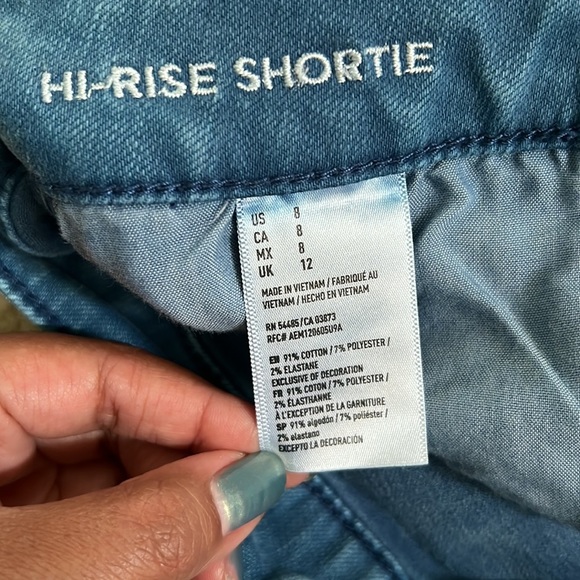 HI-RISE SHORTIE
US 8
CA 8
MX 8
UK 12
MADE IN VIETNAM / FABRIQUÉ AU
VIETNAM / HECHO EN VIETNAM
RN 54485/CA 03873
RFC# AEM120605U9A
EN 91% COTTON / 7% POLYESTER /
2% ELASTANE
EXCLUSIVE OF DECORATION
FR 91% COTON / 7% POLYESTER /
2% ÉLASTHANNE
À L'EXCEPTION DE LA GARNITURE
SP 91% algodón / 7% poliéster /
2% elastano
EXCEPTO LA DECORACIÓN